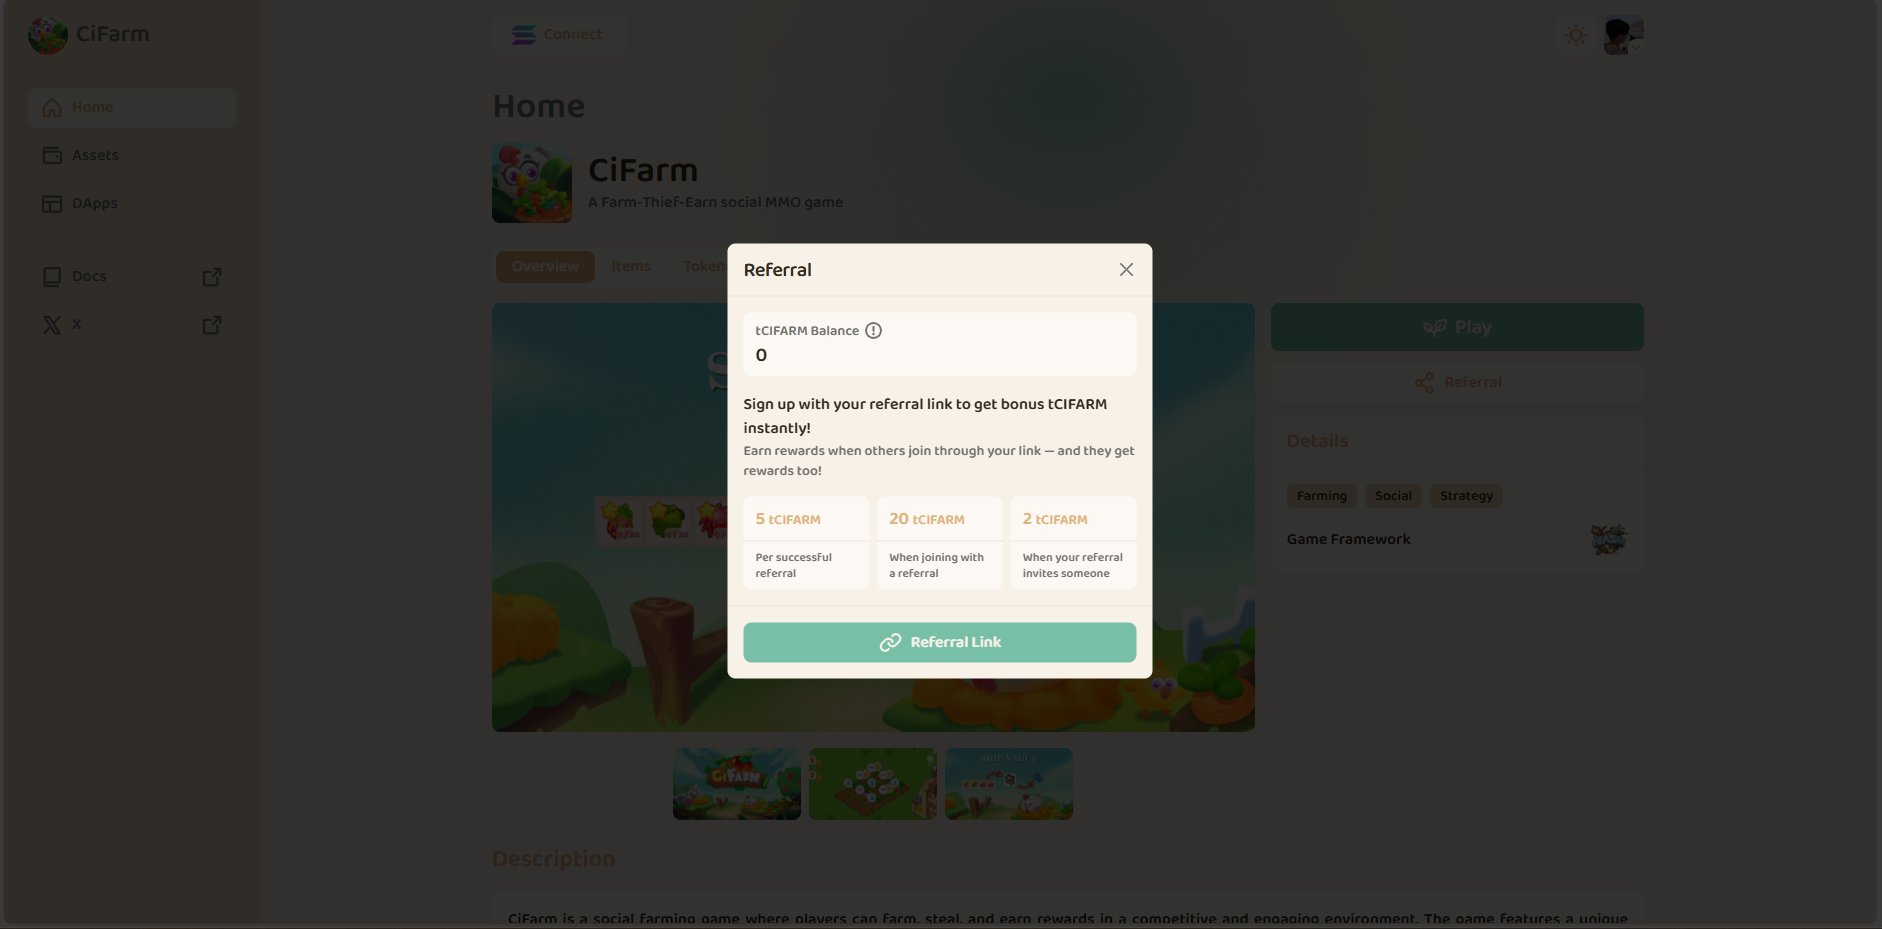 CiFarm
Connect
Home
Assets
DApps
Docs
X
Home
CiFarm
A Farm-Thief-Earn social MMO game
Overview
Items
Token
Referral
tCIFARM Balance
0
Sign up with your referral link to get bonus tCIFARM
instantly!
Earn rewards when others join through your link — and they get
rewards too!
5 tCIFARM
20 tCIFARM
2 tCIFARM
Per successful
referral
When joining with
a referral
When your referral
invites someone
Referral Link
Play
Referral
Details
Farming
Social
Strategy
Game Framework
S
0/20
CiFARM
Description
CiFarm is a social farming game where players can farm, steal, and earn rewards in a competitive and engaging environment. The game features a unique